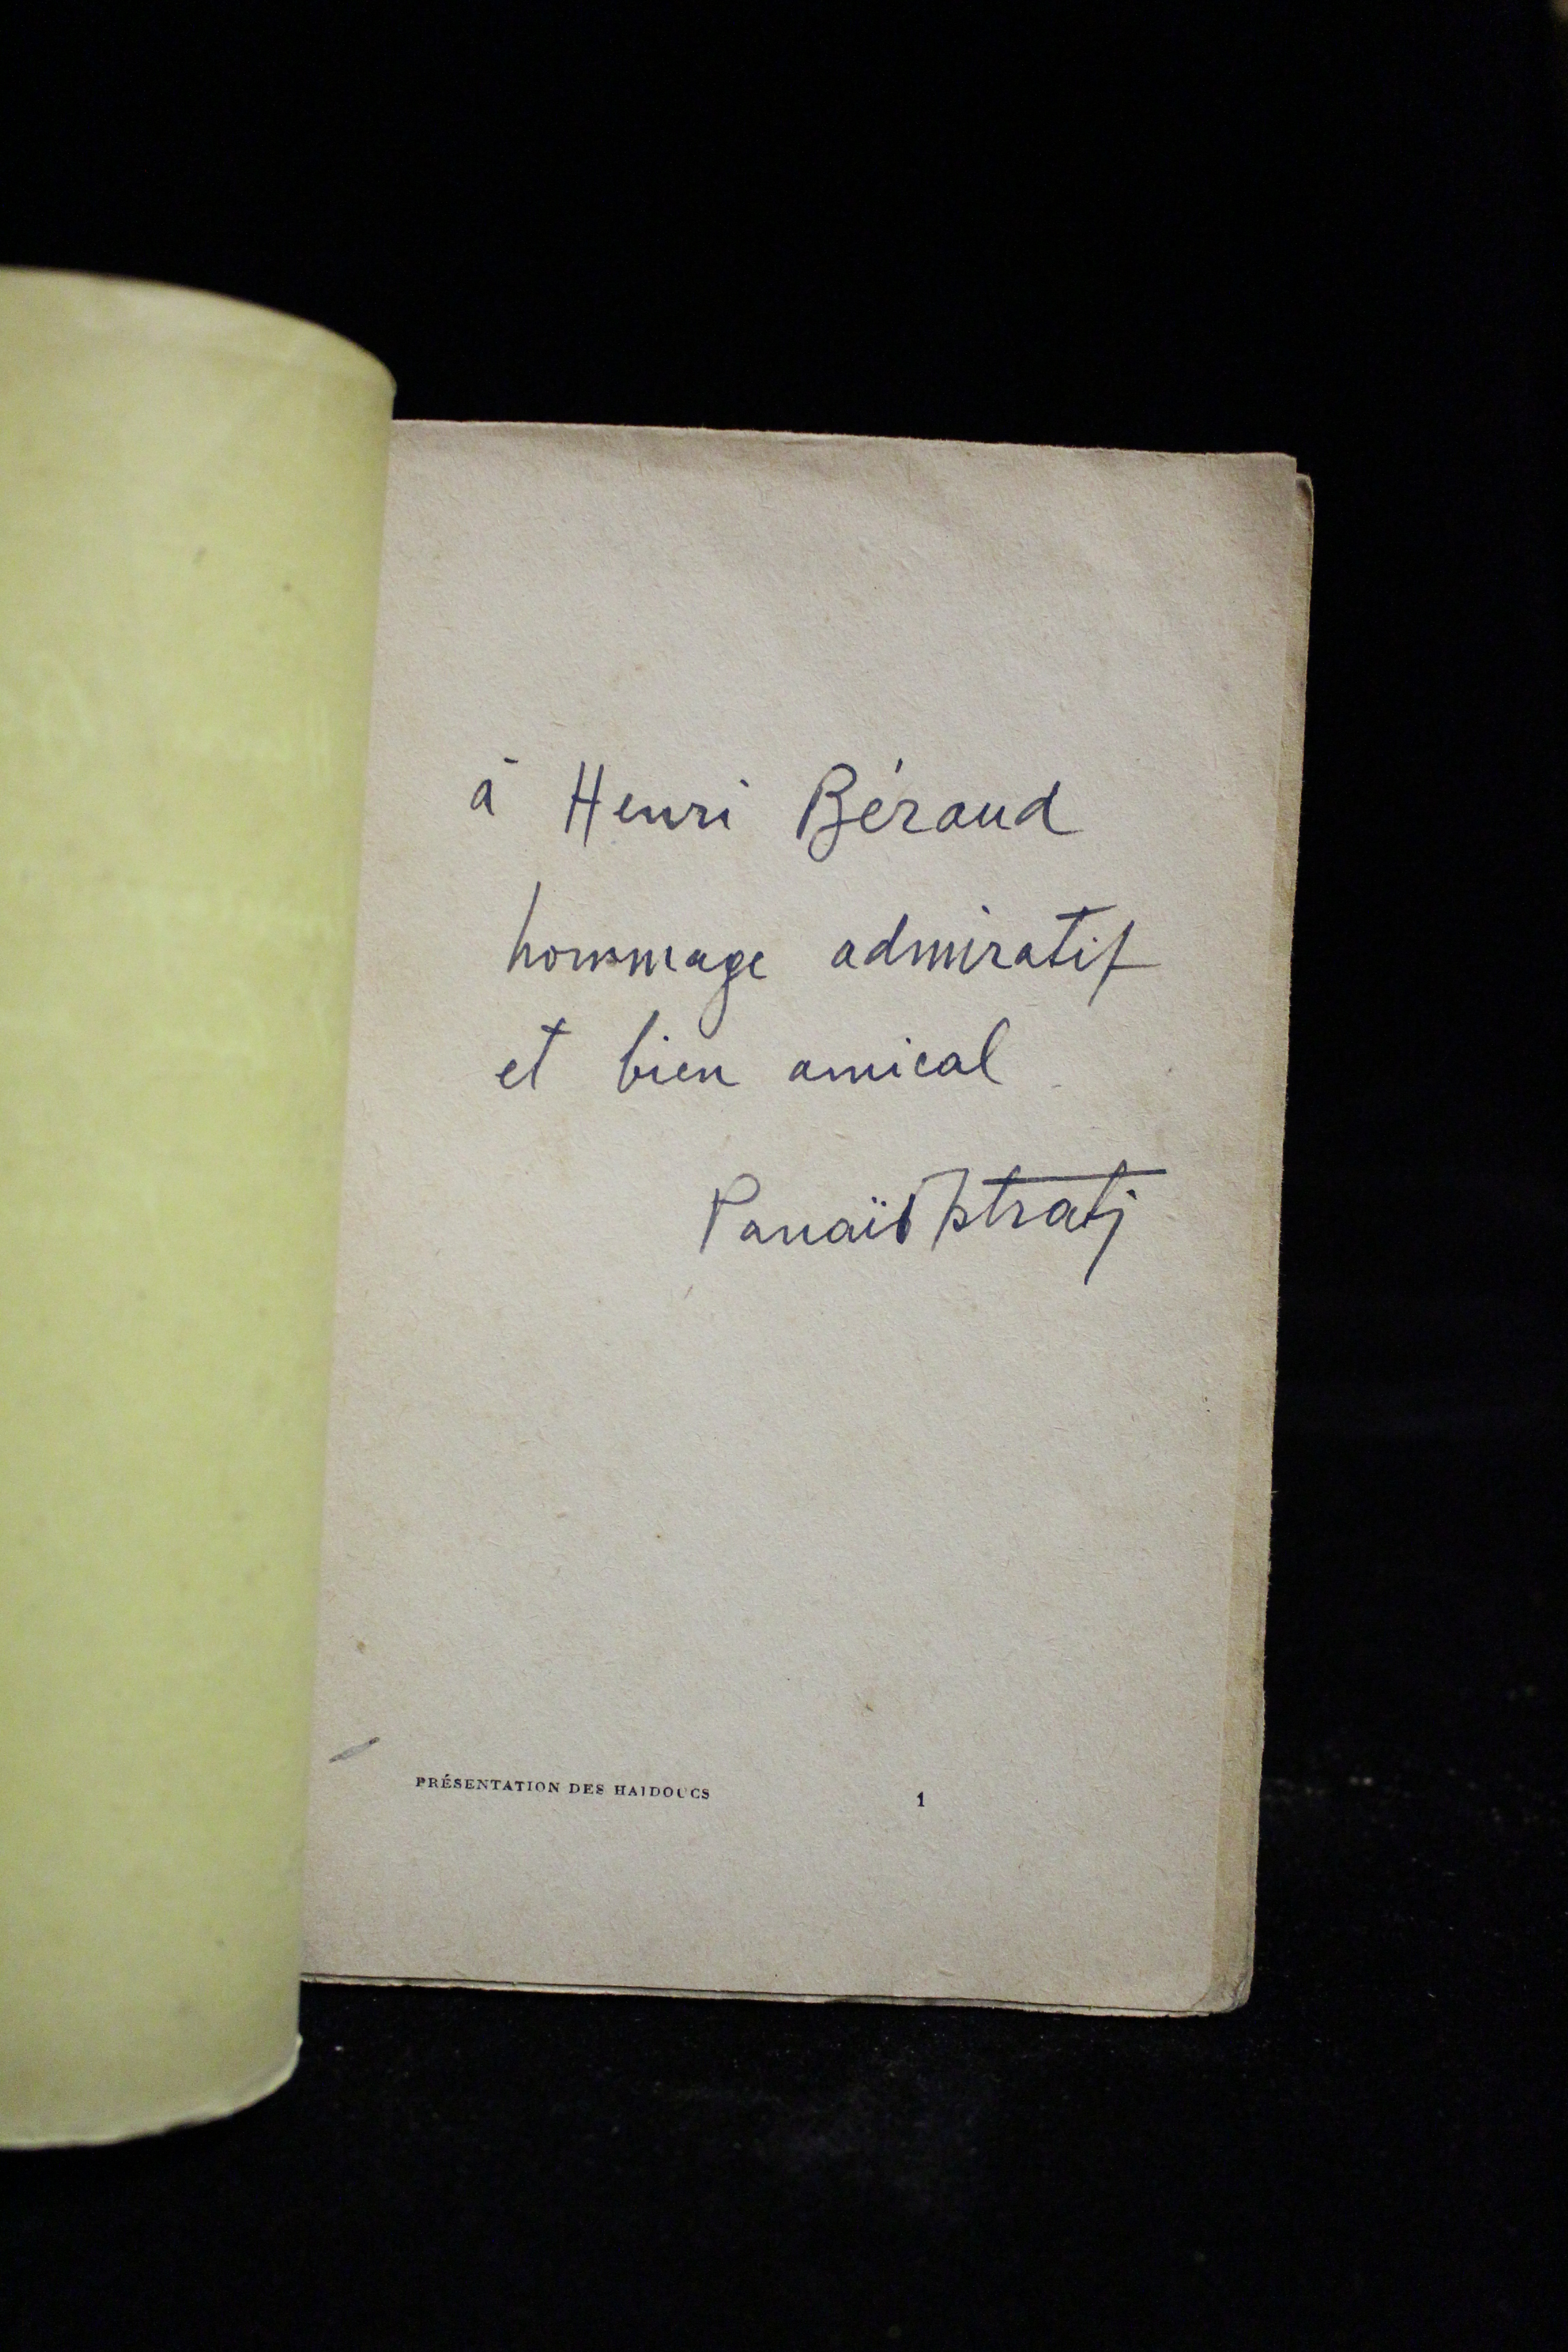 à Henri Béraud
hommage admiratif
et bien amical
Panaït Istrati
PRÉSENTATION DES HAIDOUCS 1